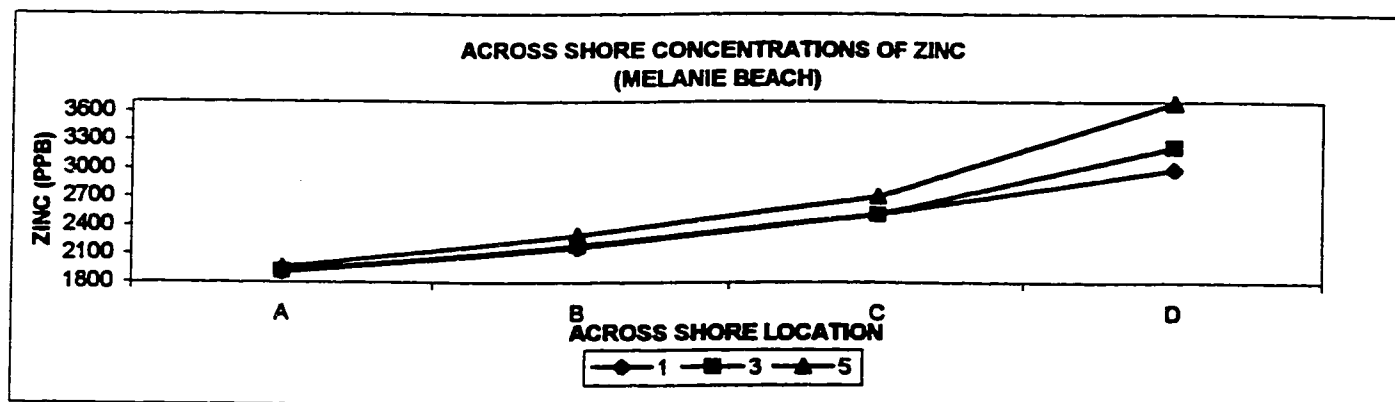 ACROSS SHORE CONCENTRATIONS OF ZINC
(MELANIE BEACH)
ZINC (PPB)
3600
3300
3000
2700
2400
2100
1800
A B C D
ACROSS SHORE LOCATION
1 3 5